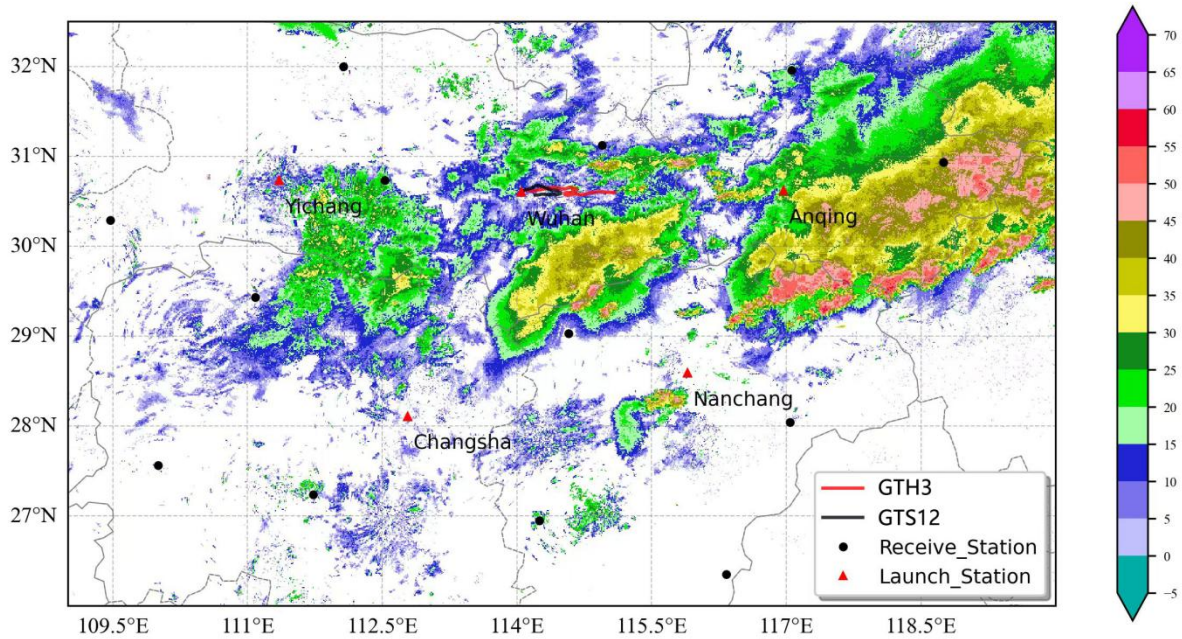 32°N
31°N
30°N
29°N
28°N
27°N
109.5°E 111°E 112.5°E 114°E 115.5°E 117°E 118.5°E
Yichang
Wuhan
Anqing
Nanchang
Changsha
GTH3
GTS12
Receive_Station
Launch_Station
70
65
60
55
50
45
40
35
30
25
20
15
10
5
0
−5